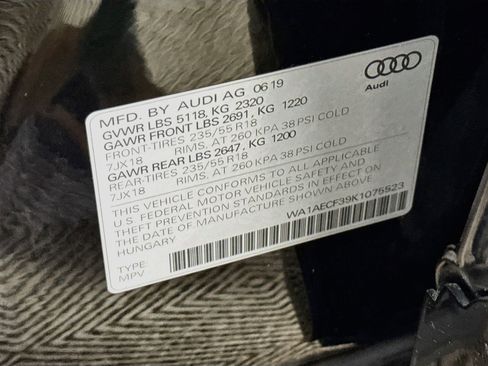 MFD. BY AUDI AG 06 19
GVWR LBS 5118, KG 2320
GAWR FRONT LBS 2691, KG 1220
FRONT-TIRES 235/55 R18
7JX18 RIMS, AT 260 KPA 38 PSI COLD
GAWR REAR LBS 2647, KG 1200
REAR-TIRES 235/55 R18
7JX18 RIMS, AT 260 KPA 38 PSI COLD
THIS VEHICLE CONFORMS TO ALL APPLICABLE
U.S. FEDERAL MOTOR VEHICLE SAFETY AND
THEFT PREVENTION STANDARDS IN EFFECT ON
THE DATE OF MANUFACTURE SHOWN ABOVE.
HUNGARY
WA1AECF39K1075523
TYPE:
MPV
Audi